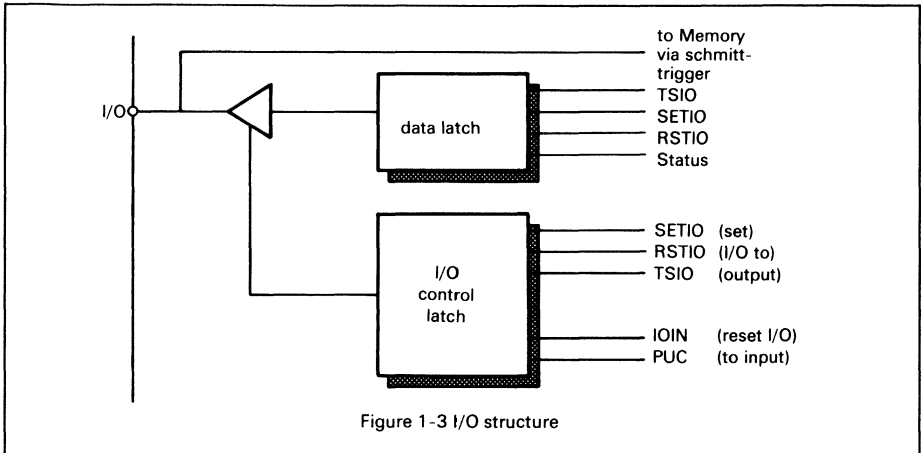 to Memory
via schmitt-
trigger
TSIO
SETIO
RSTIO
Status
I/O
data latch
SETIO (set)
RSTIO (I/O to)
TSIO (output)
I/O
control
latch
IOIN (reset I/O)
PUC (to input)
Figure 1-3 I/O structure